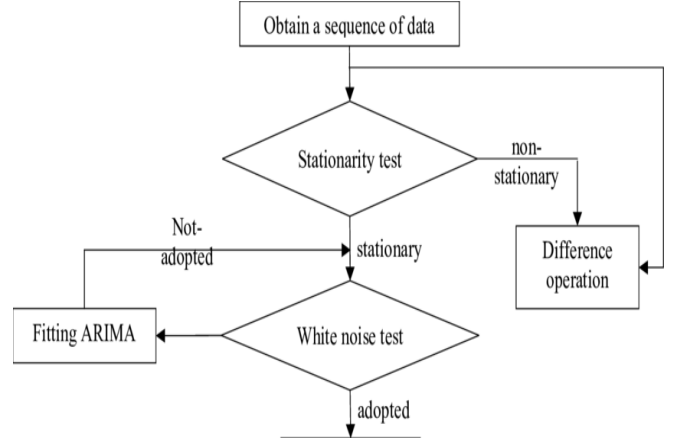 Obtain a sequence of data
Stationarity test
non-
stationary
Difference
operation
Not-
adopted
stationary
Fitting ARIMA
White noise test
adopted